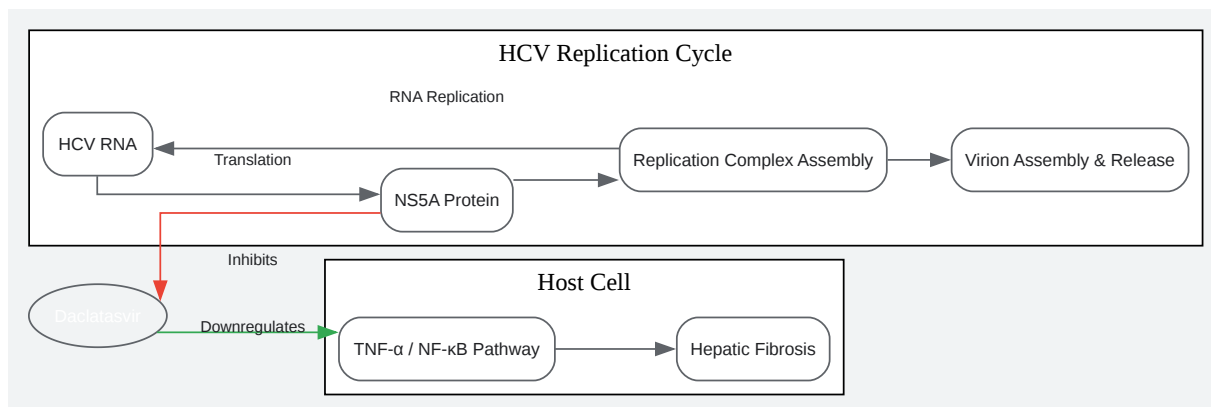 HCV Replication Cycle
RNA Replication
HCV RNA
Translation
Replication Complex Assembly
Virion Assembly & Release
NS5A Protein
Inhibits
Host Cell
Daclatasvir
Downregulates
TNF-α / NF-κB Pathway
Hepatic Fibrosis